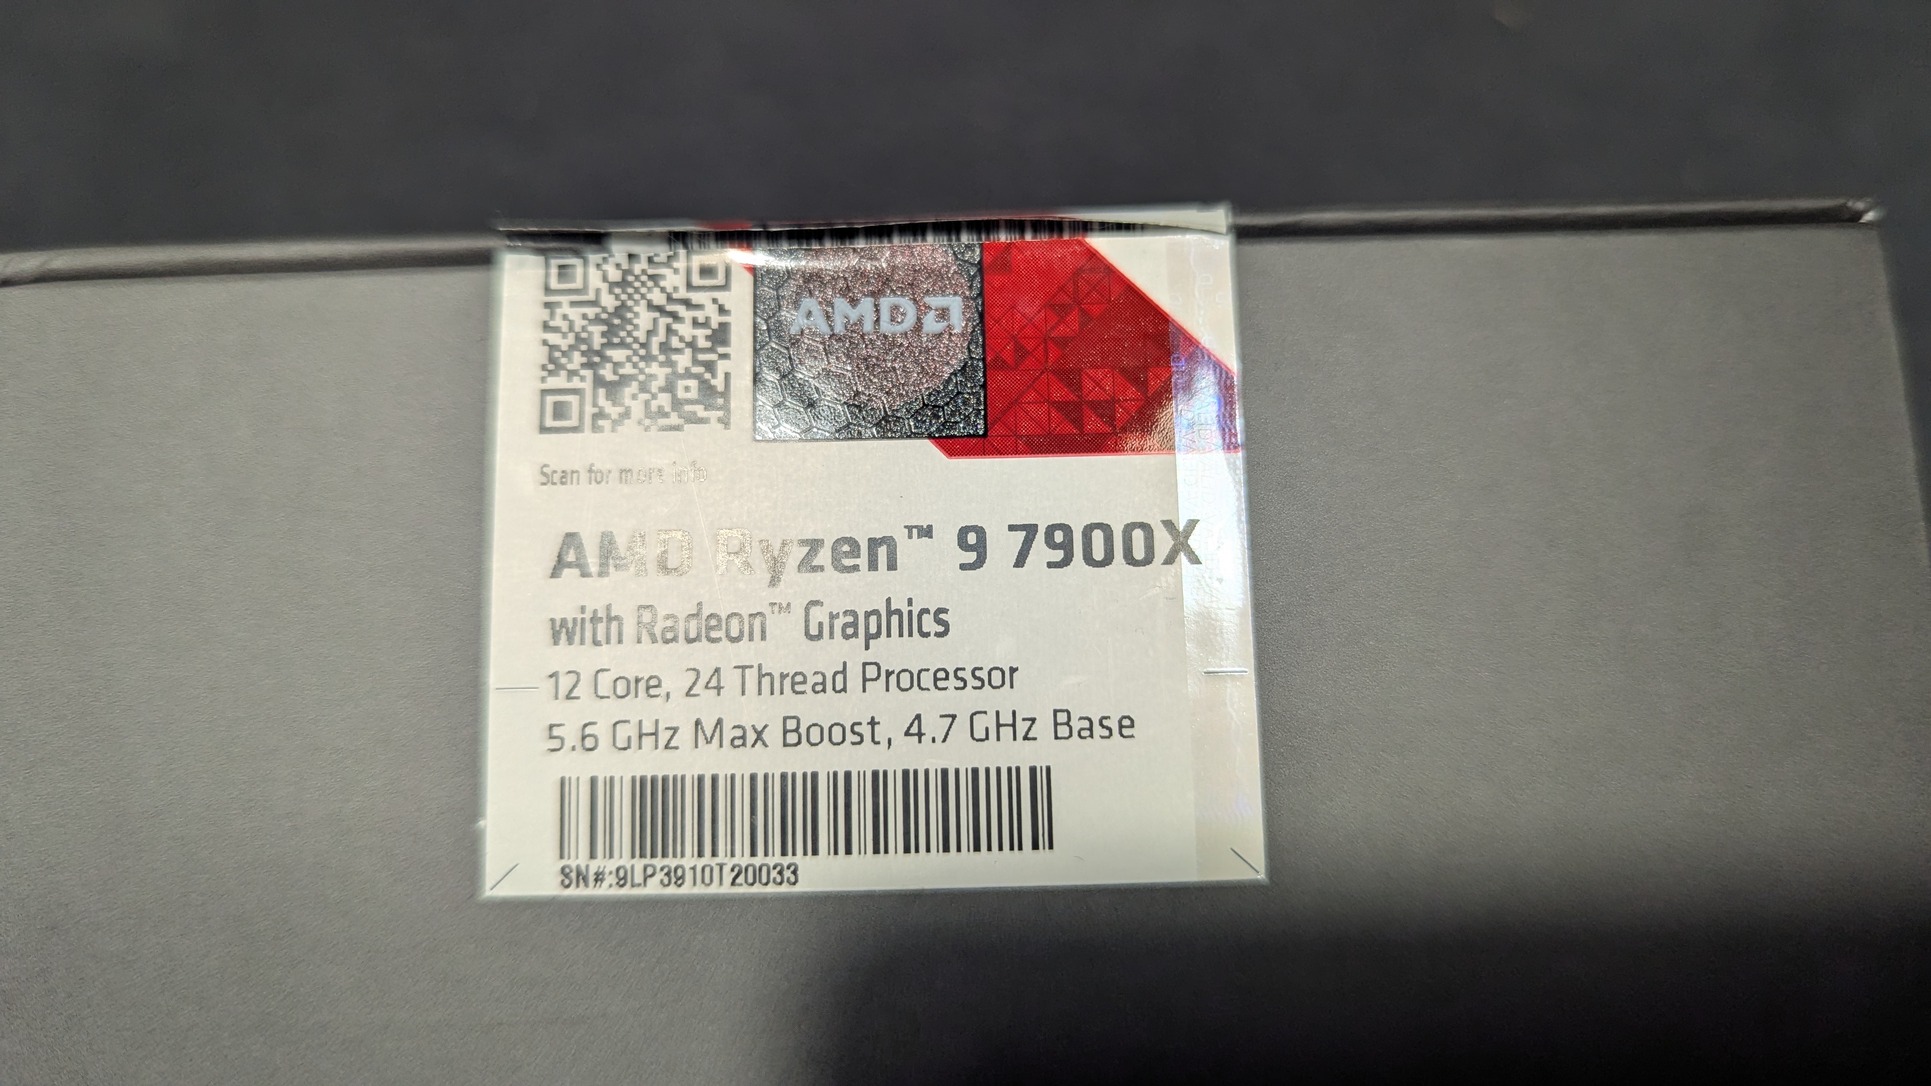 AMD
Scan for more info
AMD Ryzen™ 9 7900X
with Radeon™ Graphics
12 Core, 24 Thread Processor
5.6 GHz Max Boost, 4.7 GHz Base
SN#:9LP3910T20033